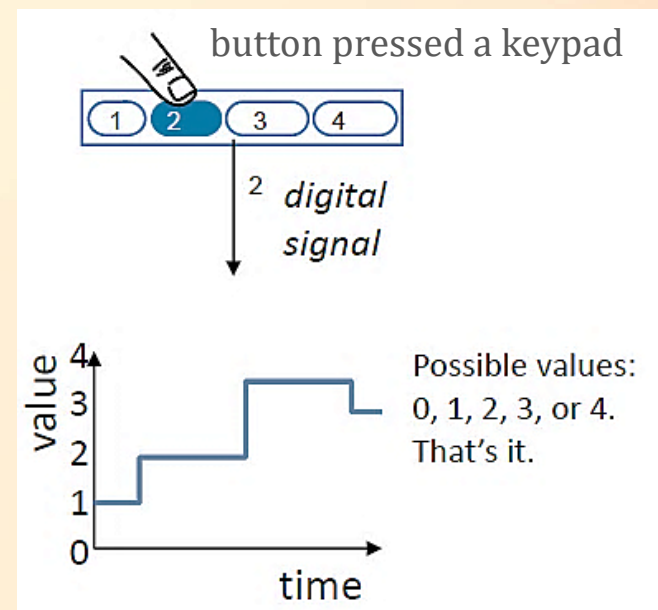 button pressed a keypad
1 2 3 4
2 digital
signal
value
4
3
2
1
0
time
Possible values:
0, 1, 2, 3, or 4.
That's it.